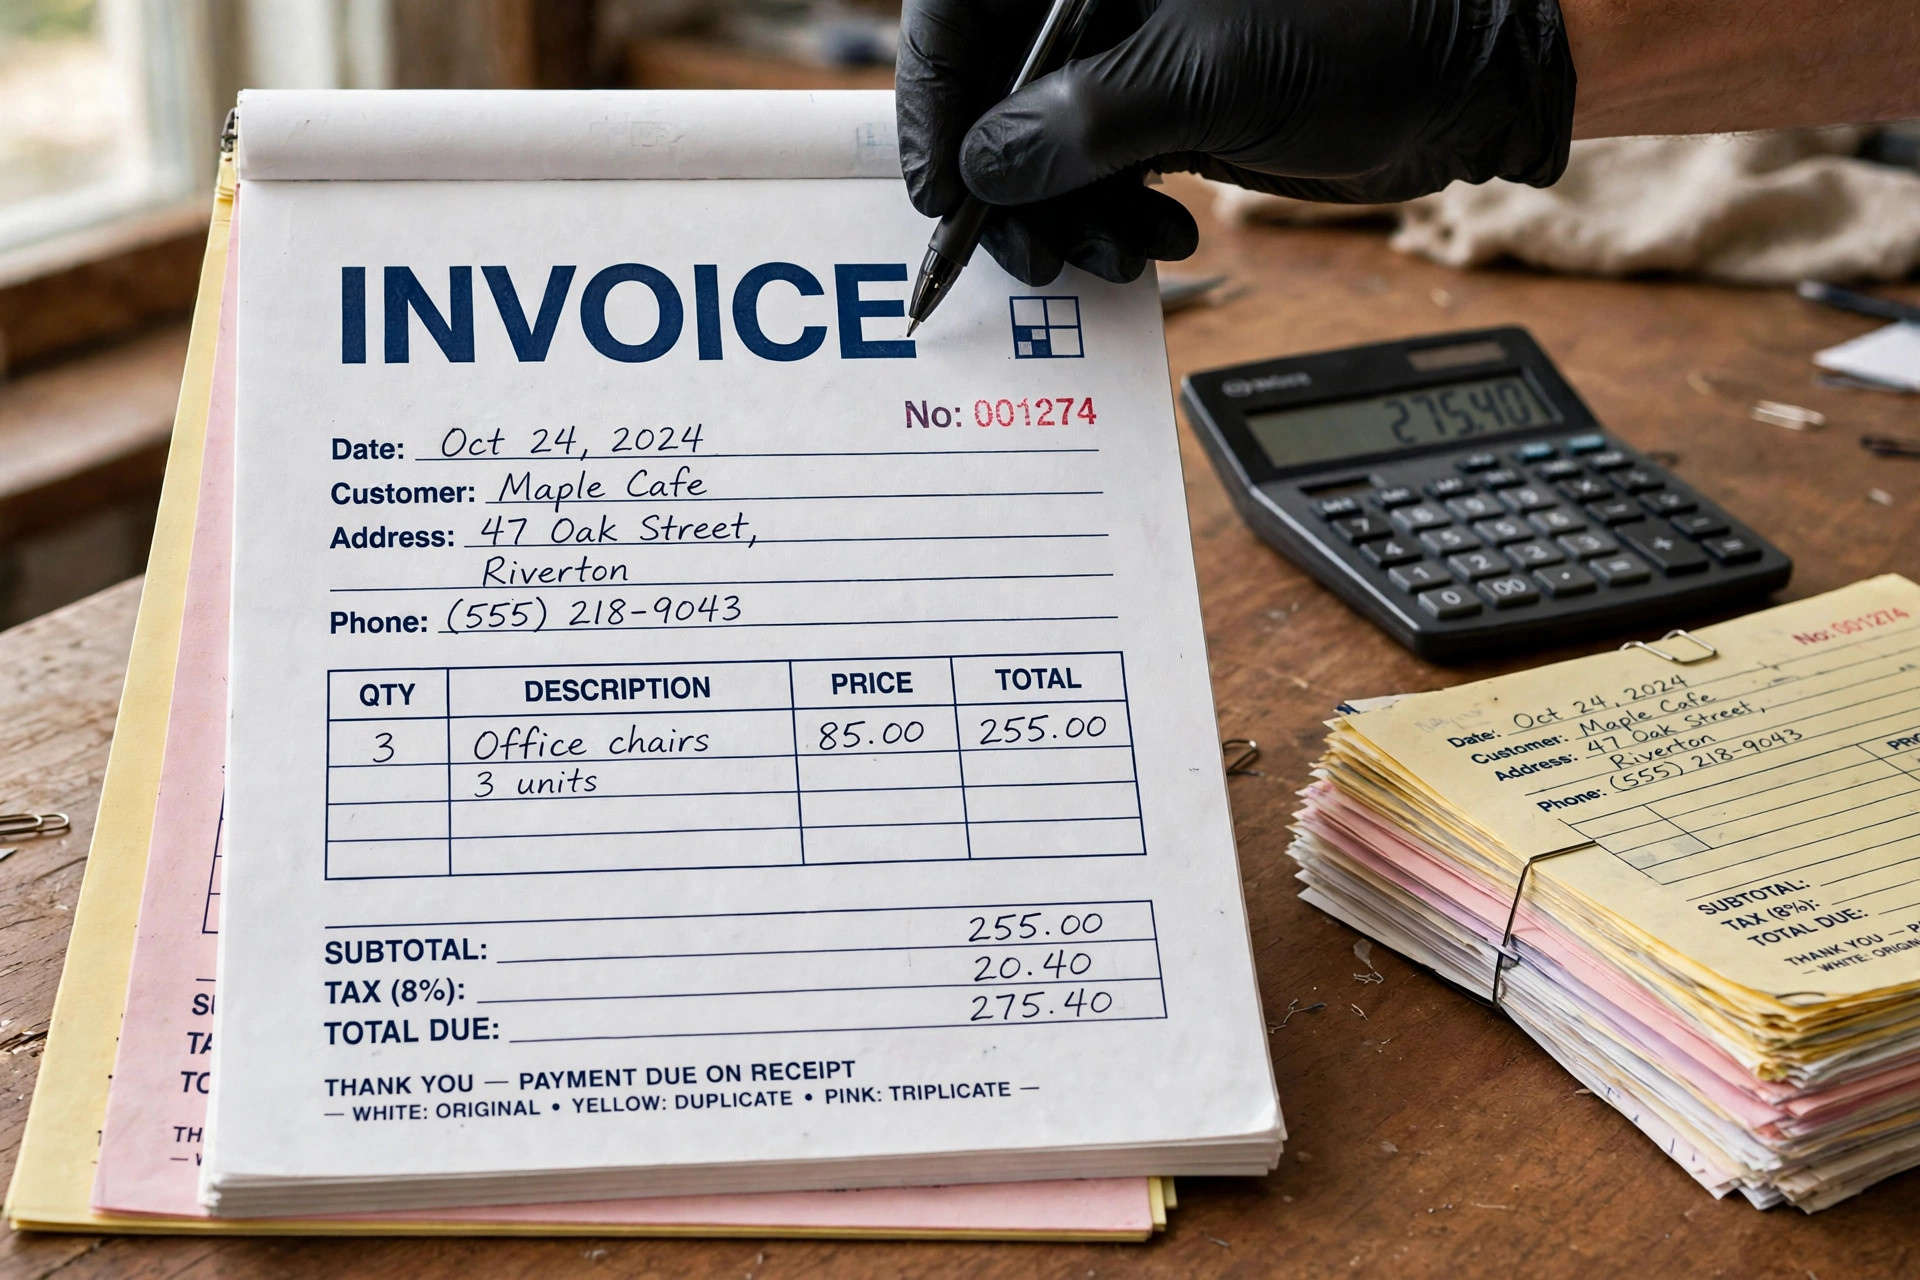 INVOICE
No: 001274
Date: Oct 24, 2024
Customer: Maple Cafe
Address: 47 Oak Street,
Riverton
Phone: (555) 218-9043
QTY DESCRIPTION PRICE TOTAL
3 Office chairs 85.00 255.00
3 units
SUBTOTAL: 255.00
TAX (8%): 20.40
TOTAL DUE: 275.40
THANK YOU — PAYMENT DUE ON RECEIPT
— WHITE: ORIGINAL • YELLOW: DUPLICATE • PINK: TRIPLICATE —
No: 001274
Date: Oct 24, 2024
Customer: Maple Cafe
Address: 47 Oak Street,
Riverton
Phone: (555) 218-9043
SUBTOTAL:
TAX (8%):
TOTAL DUE:
THANK YOU —
— WHITE: